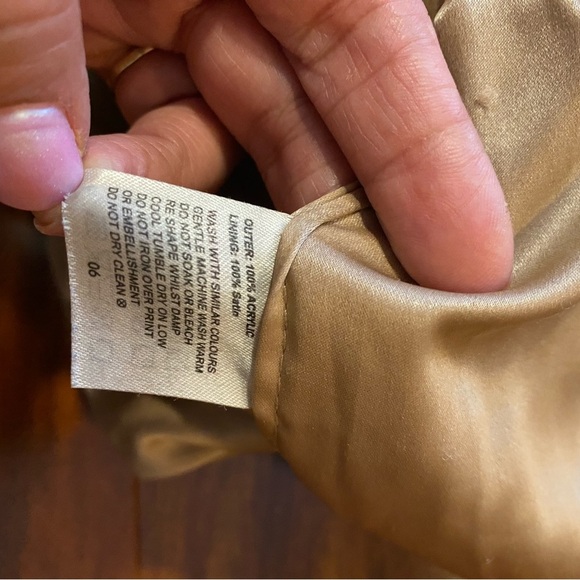 OUTER: 100% ACRYLIC
LINING: 100% Satin
WASH WITH SIMILAR COLOURS
GENTLE MACHINE WASH WARM
DO NOT SOAK OR BLEACH
RE SHAPE WHILST DAMP
COOL TUMBLE DRY ON LOW
DO NOT IRON OVER PRINT
OR EMBELLISHMENT
DO NOT DRY CLEAN ⊗
06